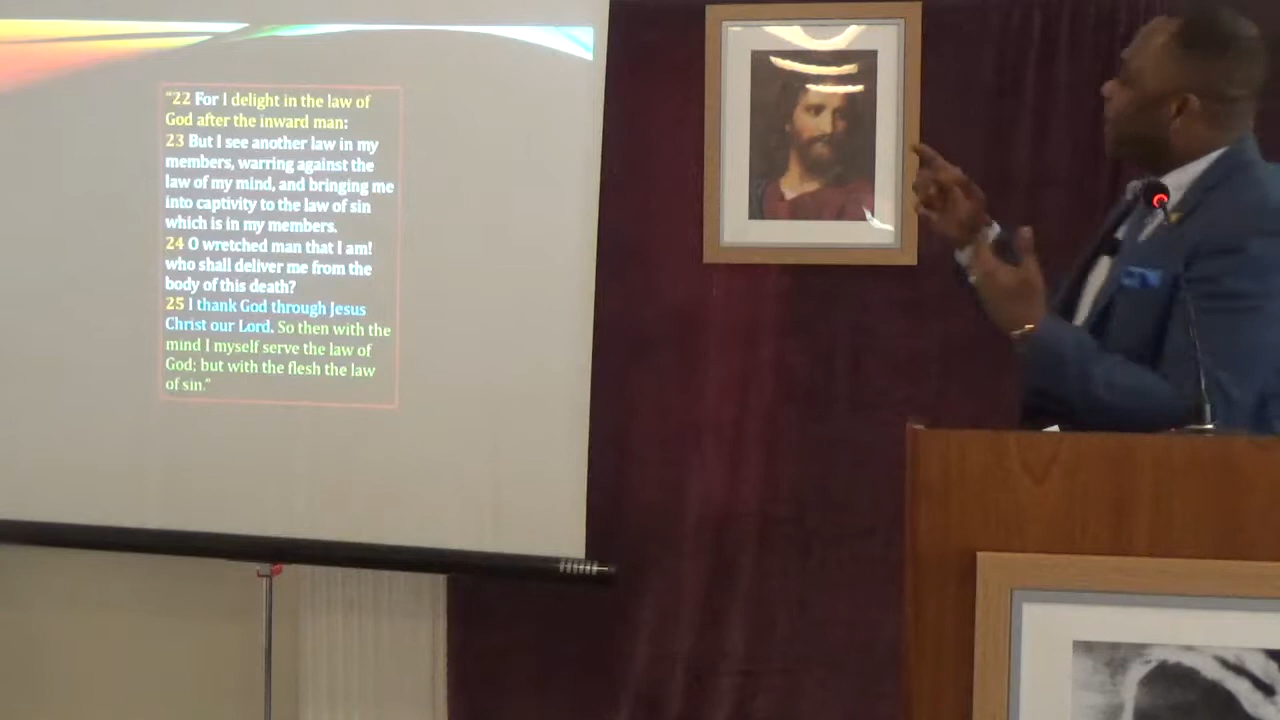 "22 For I delight in the law of
God after the inward man:
23 But I see another law in my
members, warring against the
law of my mind, and bringing me
into captivity to the law of sin
which is in my members.
24 O wretched man that I am!
who shall deliver me from the
body of this death?
25 I thank God through Jesus
Christ our Lord. So then with the
mind I myself serve the law of
God; but with the flesh the law
of sin."